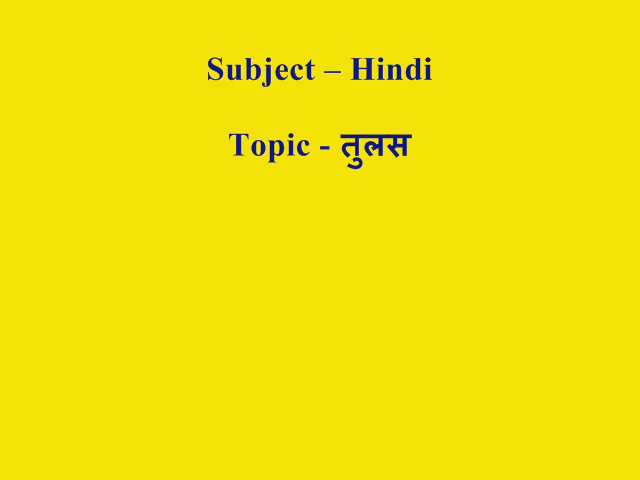 Subject – Hindi
Topic - तुलस